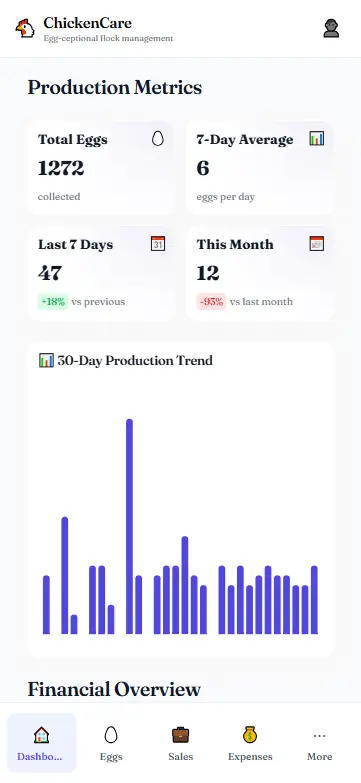 ChickenCare
Egg-ceptional flock management
Production Metrics
Total Eggs
1272
collected
7-Day Average
6
eggs per day
Last 7 Days
31
47
+18% vs previous
This Month
12
-93% vs last month
30-Day Production Trend
Financial Overview
Dashbo...
Eggs
Sales
Expenses
More